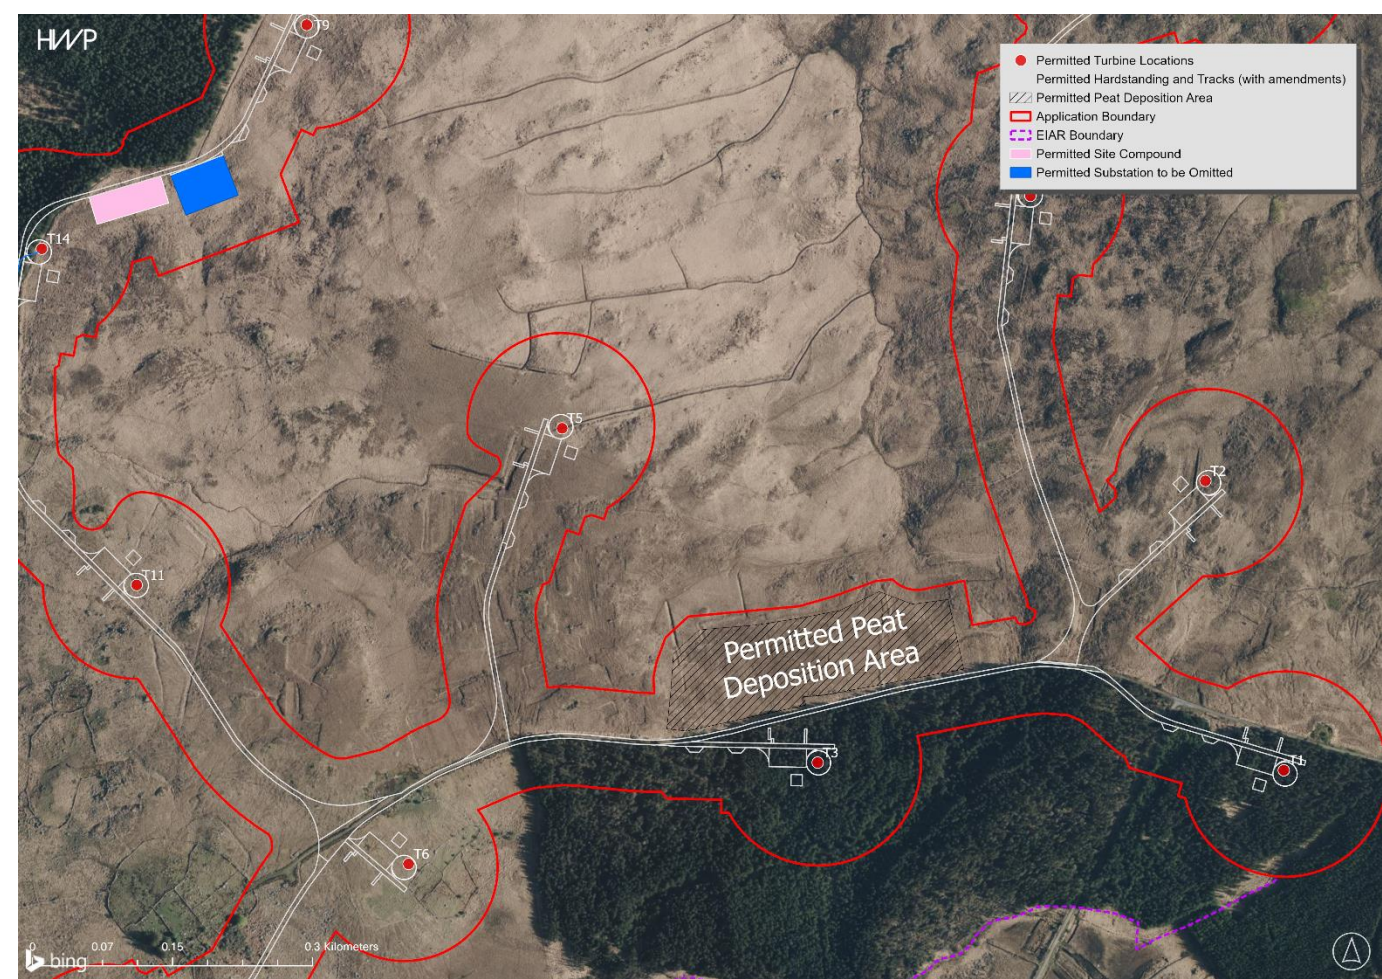 HWP
T9
Permitted Turbine Locations
Permitted Hardstanding and Tracks (with amendments)
Permitted Peat Deposition Area
Application Boundary
EIAR Boundary
Permitted Site Compound
Permitted Substation to be Omitted
T14
T5
T2
T11
Permitted Peat
Deposition Area
T3
T1
T6
0 0.07 0.15 0.3 Kilometers
bing